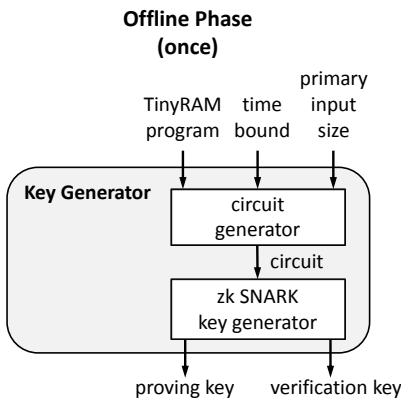 Offline Phase
(once)
TinyRAM
program
time
bound
primary
input
size
Key Generator
circuit
generator
circuit
zk SNARK
key generator
proving key
verification key